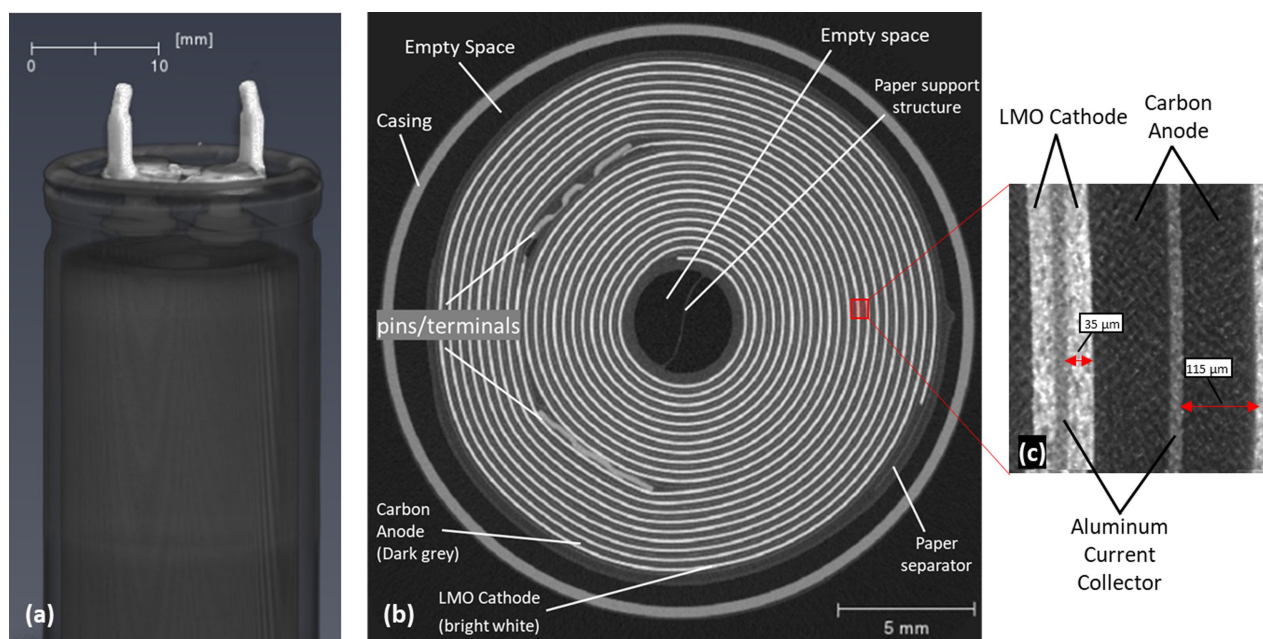 [mm]
0 10
(a)
Empty Space
Empty space
Paper support
structure
Casing
pins/terminals
Carbon
Anode
(Dark grey)
LMO Cathode
(bright white)
Paper
separator
(b)
5 mm
LMO Cathode
Carbon
Anode
35 µm
115 µm
(c)
Aluminum
Current
Collector